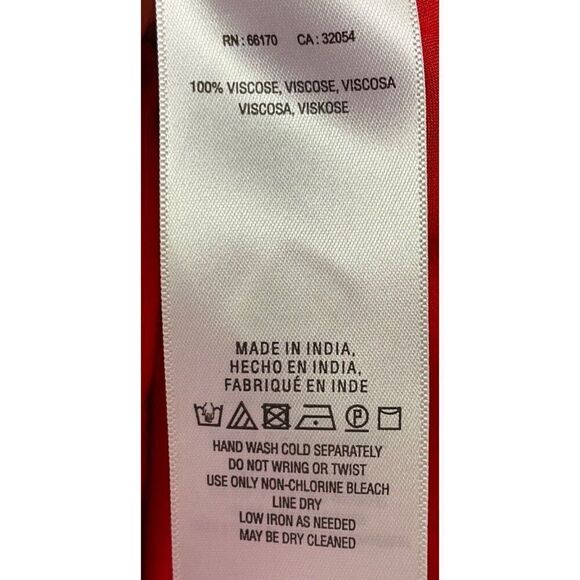 RN : 66170 CA : 32054
100% VISCOSE, VISCOSE, VISCOSA
VISCOSA, VISKOSE
MADE IN INDIA,
HECHO EN INDIA,
FABRIQUÉ EN INDE
P
HAND WASH COLD SEPARATELY
DO NOT WRING OR TWIST
USE ONLY NON-CHLORINE BLEACH
LINE DRY
LOW IRON AS NEEDED
MAY BE DRY CLEANED